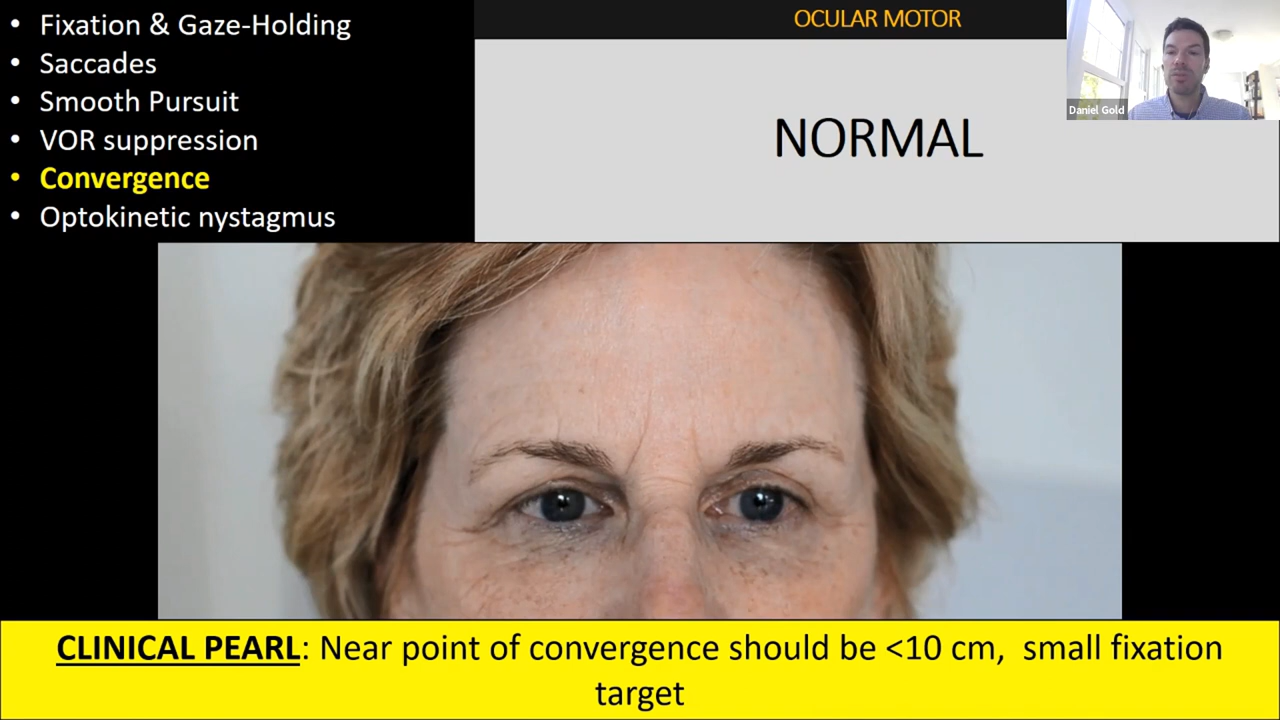 • Fixation & Gaze-Holding
• Saccades
• Smooth Pursuit
• VOR suppression
• Convergence
• Optokinetic nystagmus
OCULAR MOTOR
NORMAL
Daniel Gold
CLINICAL PEARL: Near point of convergence should be <10 cm, small fixation
target